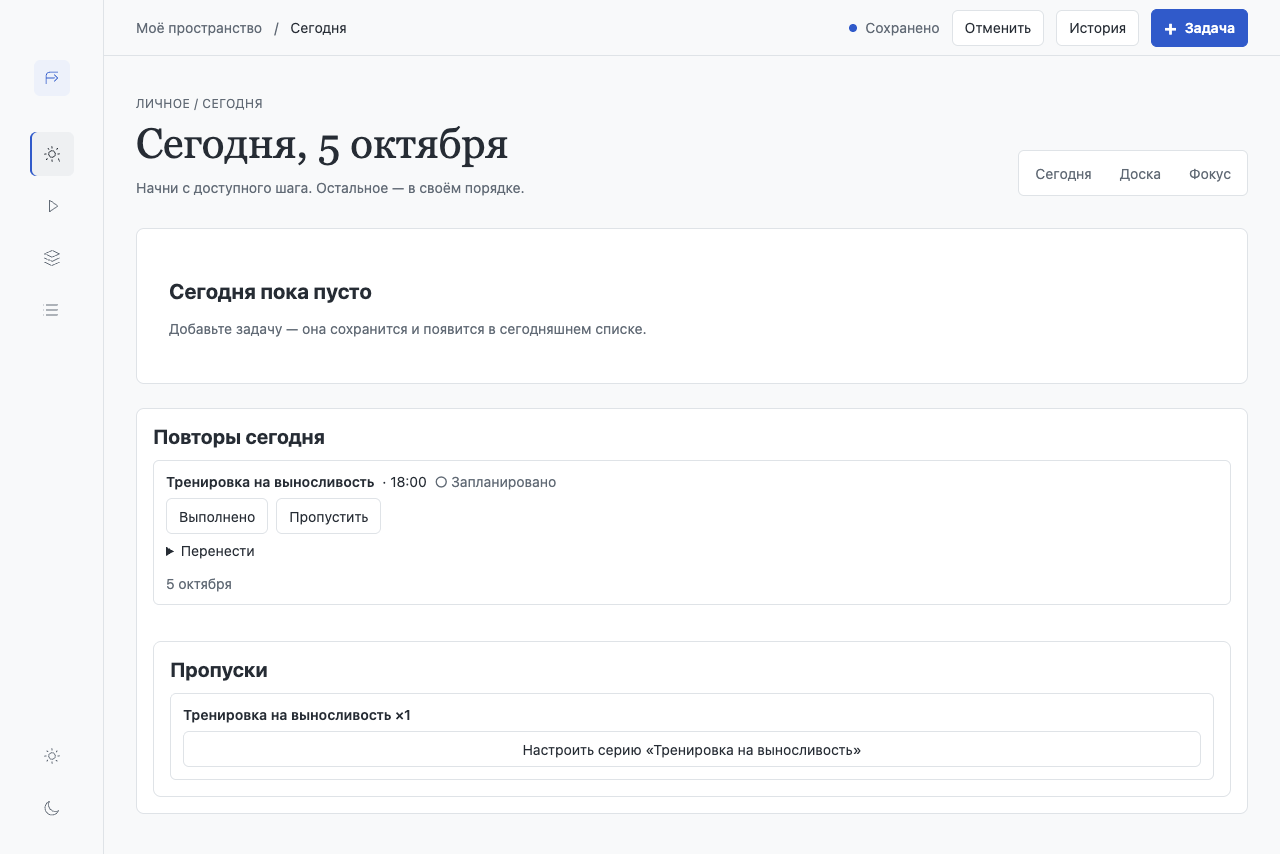 Моё пространство / Сегодня
Сохранено
Отменить
История
+ Задача
ЛИЧНОЕ / СЕГОДНЯ
Сегодня, 5 октября
Начни с доступного шага. Остальное — в своём порядке.
Сегодня Доска Фокус
Сегодня пока пусто
Добавьте задачу — она сохранится и появится в сегодняшнем списке.
Повторы сегодня
Тренировка на выносливость · 18:00 Запланировано
Выполнено Пропустить
Перенести
5 октября
Пропуски
Тренировка на выносливость ×1
Настроить серию «Тренировка на выносливость»